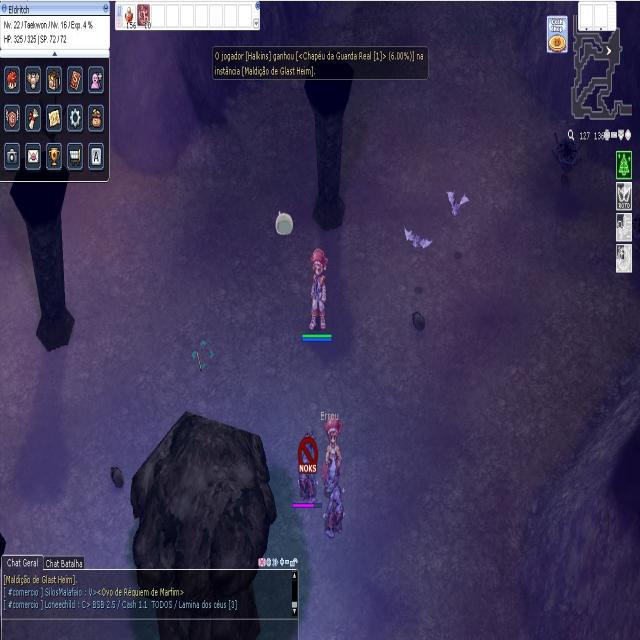 Eldritch
Nv. 22 / Taekwon / Nv. 16 / Exp. 4 %
HP. 325 / 325 | SP. 72 / 72
156 10
O jogador [Halkins] ganhou [<Chapéu da Guarda Real [1]> (6.00%)] na
instância [Maldição de Glast Heim].
127 136
ROTD
Errou
NOKS
Chat Geral Chat Batalha
[Maldição de Glast Heim].
[ #comercio ] SilosMalafaio : V><Ovo de Réquiem de Marfim>
[ #comercio ] Loneechild : C> BSB 2.5 / Cash 1.1 TODOS / Lamina dos céus [3]